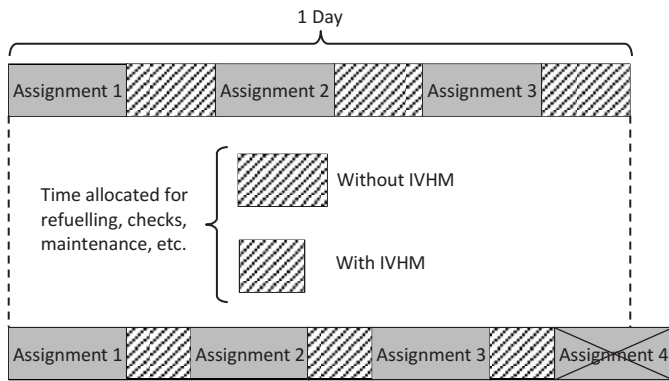 1 Day
Assignment 1 Assignment 2 Assignment 3
Time allocated for
refuelling, checks,
maintenance, etc.
Without IVHM
With IVHM
Assignment 1 Assignment 2 Assignment 3 Assignment 4